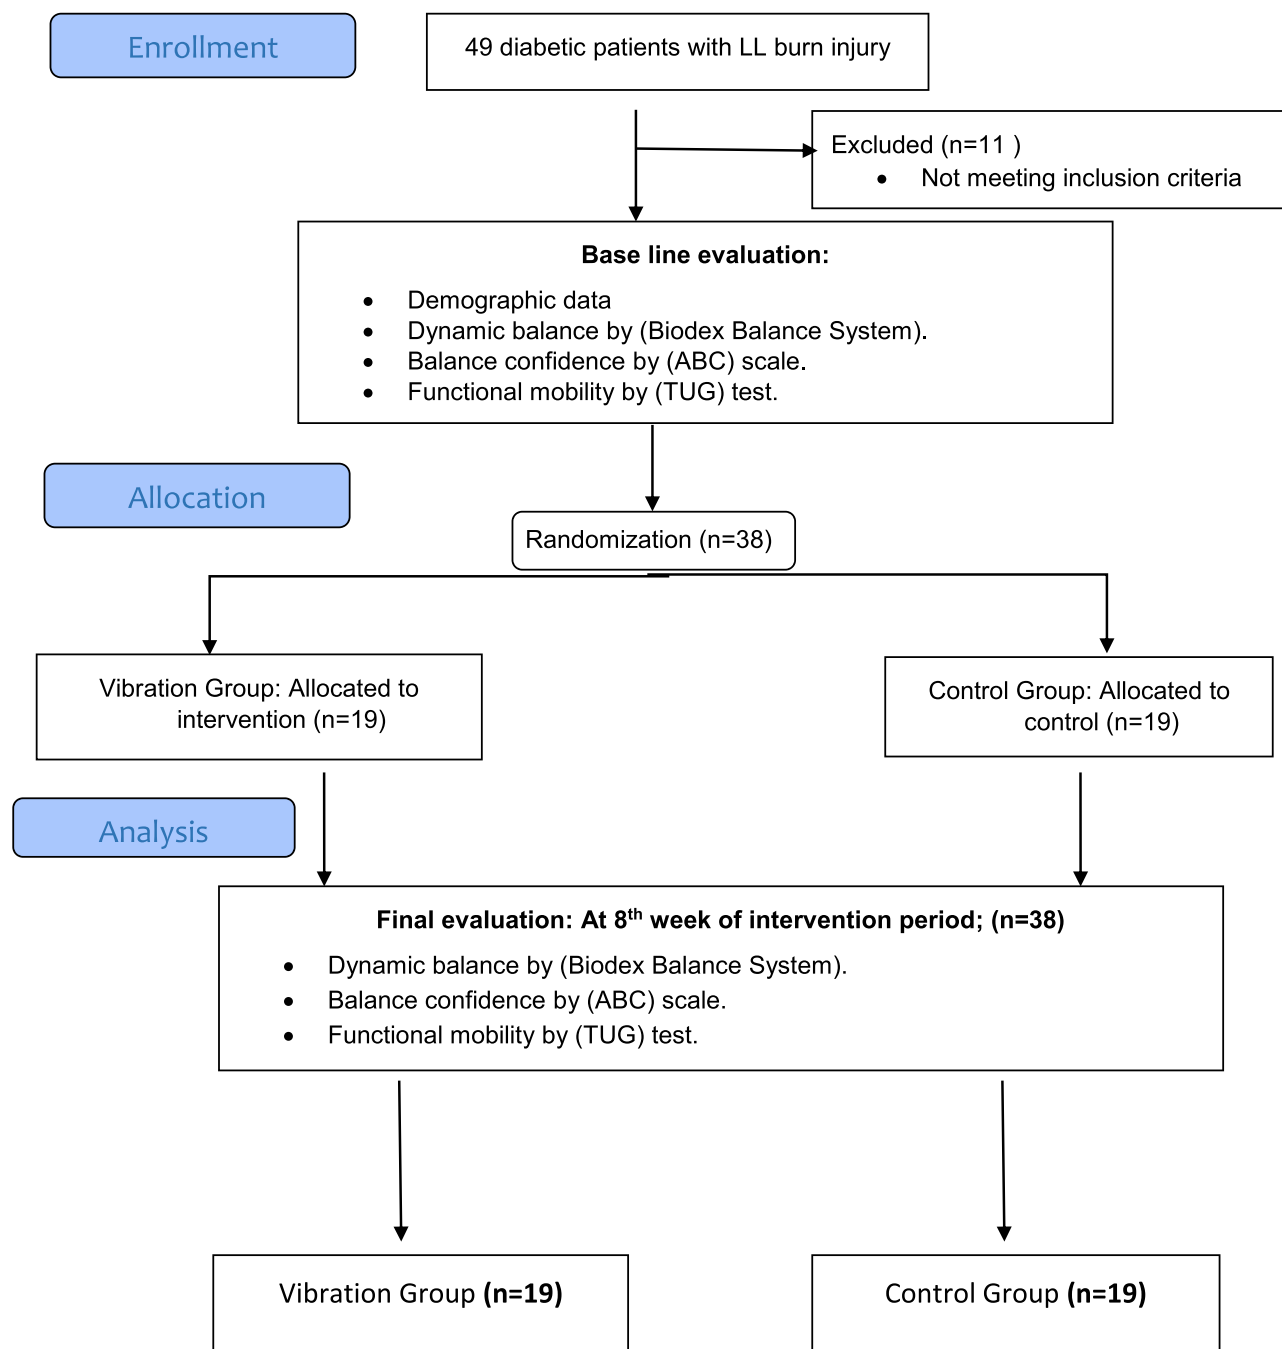 Enrollment
49 diabetic patients with LL burn injury
Excluded (n=11 )
• Not meeting inclusion criteria
Base line evaluation:
• Demographic data
• Dynamic balance by (Biodex Balance System).
• Balance confidence by (ABC) scale.
• Functional mobility by (TUG) test.
Allocation
Randomization (n=38)
Vibration Group: Allocated to
intervention (n=19)
Control Group: Allocated to
control (n=19)
Analysis
Final evaluation: At 8th week of intervention period; (n=38)
• Dynamic balance by (Biodex Balance System).
• Balance confidence by (ABC) scale.
• Functional mobility by (TUG) test.
Vibration Group (n=19)
Control Group (n=19)